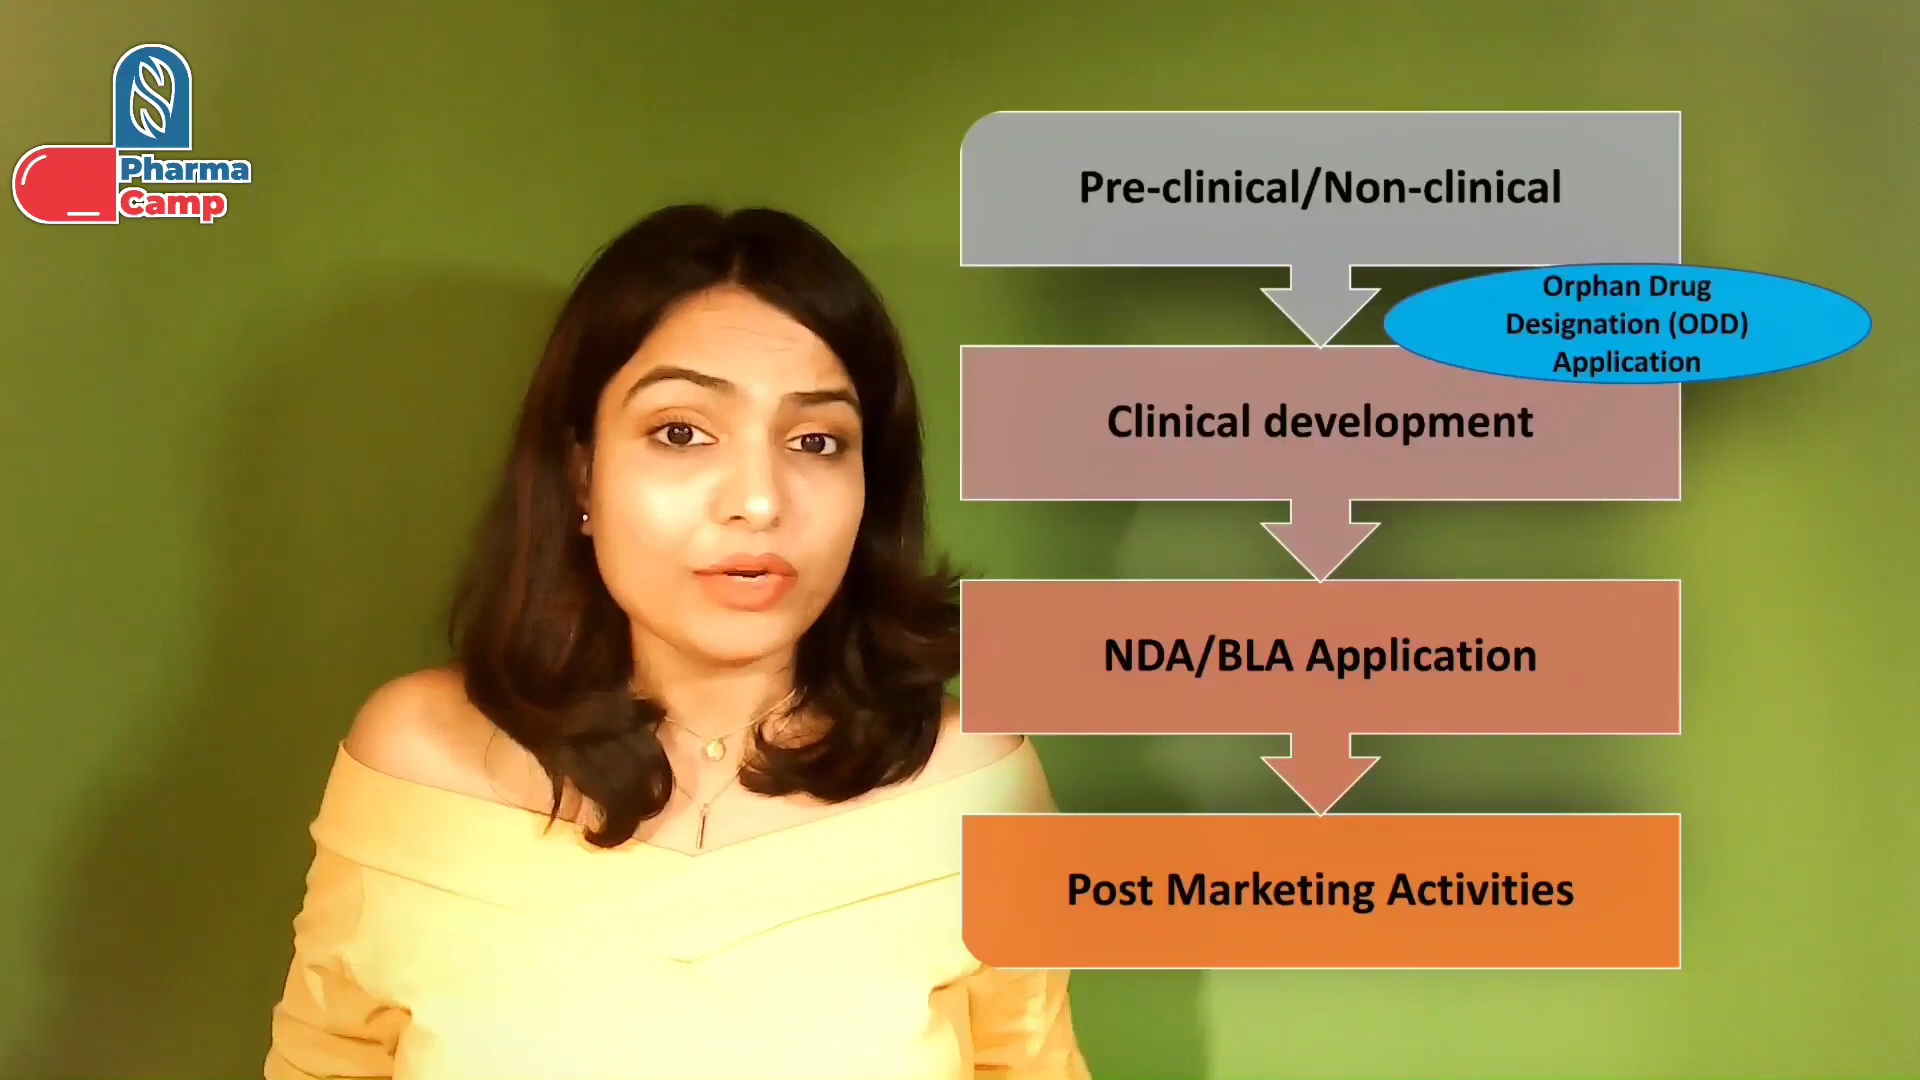 Pharma
Camp
Pre-clinical/Non-clinical
Orphan Drug
Designation (ODD)
Application
Clinical development
NDA/BLA Application
Post Marketing Activities